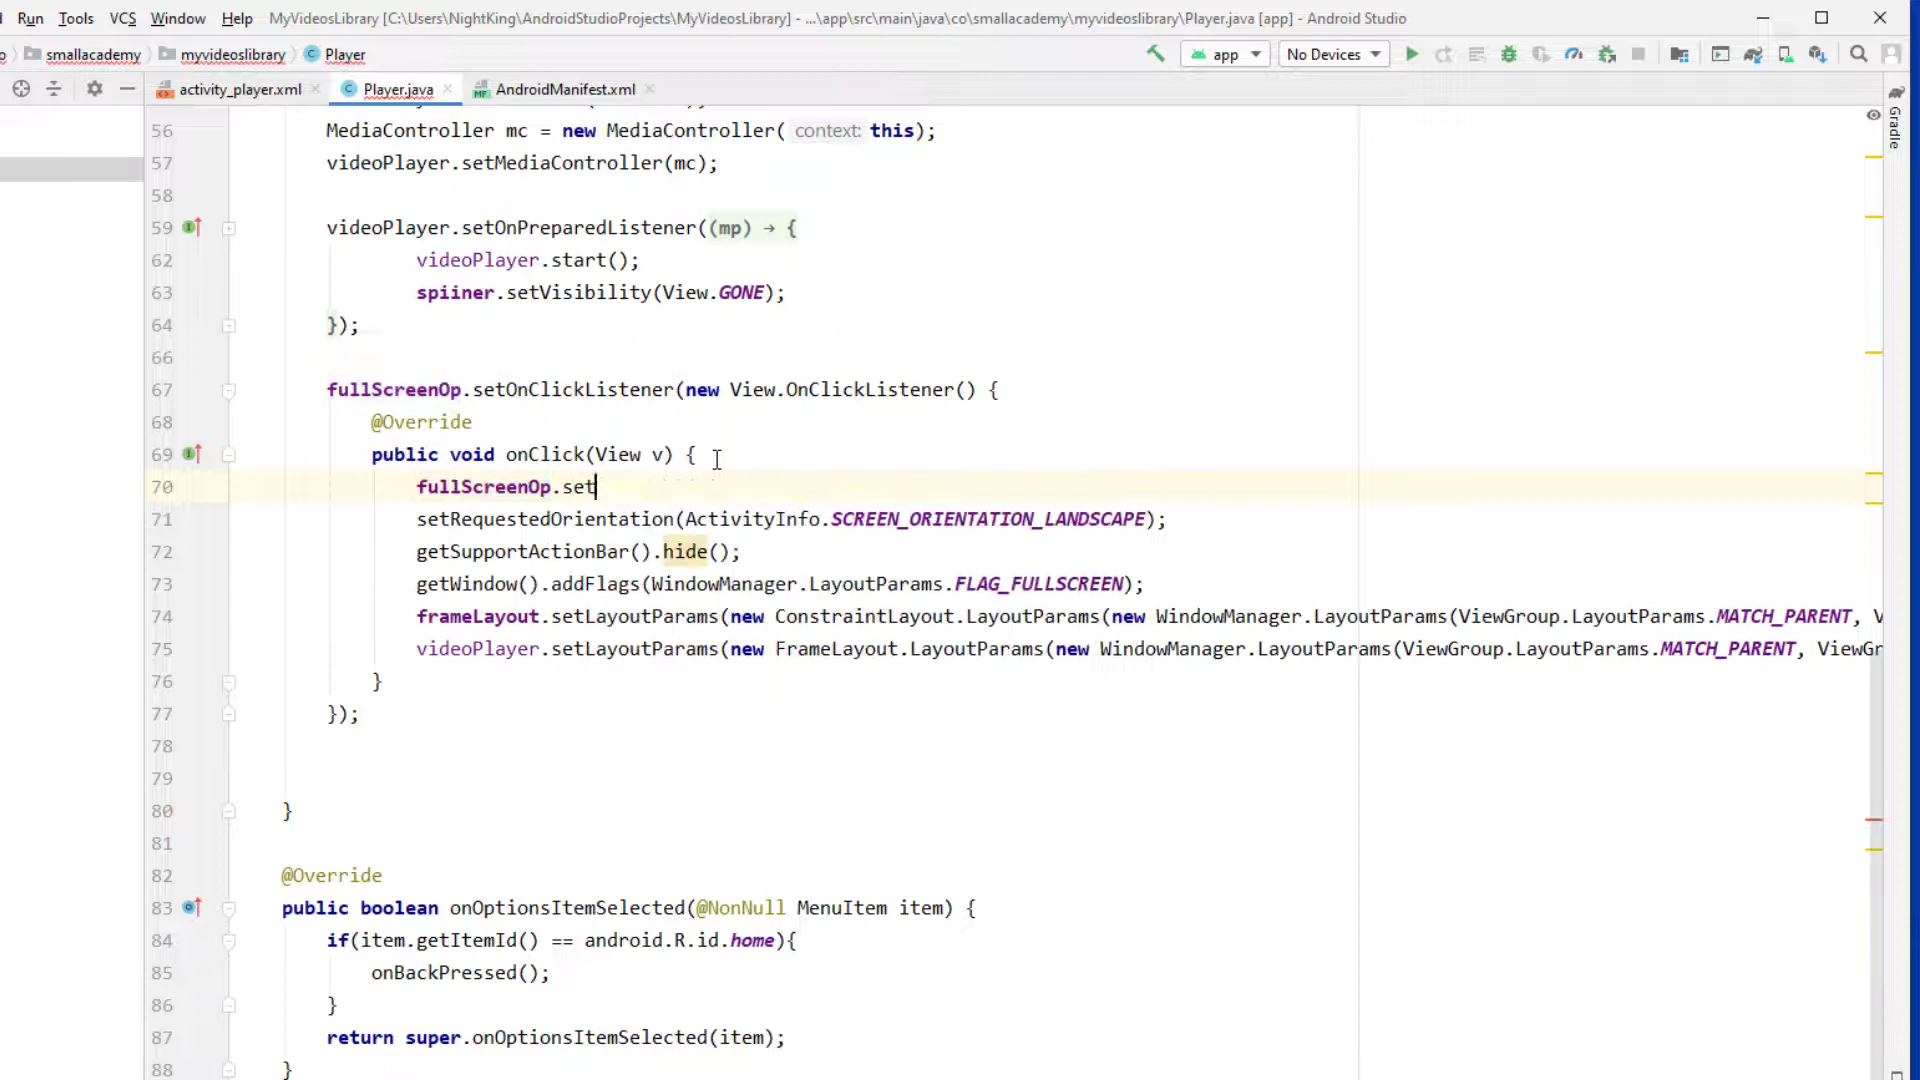 Run Tools VCS Window Help MyVideosLibrary [C:\Users\NightKing\AndroidStudioProjects\MyVideosLibrary] - ...\app\src\main\java\co\smallacademy\myvideoslibrary\Player.java [app] - Android Studio
smallacademy myvideoslibrary C Player app No Devices
activity_player.xml C Player.java MF AndroidManifest.xml
Gradle
56 MediaController mc = new MediaController( context: this);
57 videoPlayer.setMediaController(mc);
58
59 videoPlayer.setOnPreparedListener((mp) → {
62 videoPlayer.start();
63 spiiner.setVisibility(View.GONE);
64 });
66
67 fullScreenOp.setOnClickListener(new View.OnClickListener() {
68 @Override
69 public void onClick(View v) {
70 fullScreenOp.set
71 setRequestedOrientation(ActivityInfo.SCREEN_ORIENTATION_LANDSCAPE);
72 getSupportActionBar().hide();
73 getWindow().addFlags(WindowManager.LayoutParams.FLAG_FULLSCREEN);
74 frameLayout.setLayoutParams(new ConstraintLayout.LayoutParams(new WindowManager.LayoutParams(ViewGroup.LayoutParams.MATCH_PARENT, V
75 videoPlayer.setLayoutParams(new FrameLayout.LayoutParams(new WindowManager.LayoutParams(ViewGroup.LayoutParams.MATCH_PARENT, ViewGr
76 }
77 });
78
79
80 }
81
82 @Override
83 public boolean onOptionsItemSelected(@NonNull MenuItem item) {
84 if(item.getItemId() == android.R.id.home){
85 onBackPressed();
86 }
87 return super.onOptionsItemSelected(item);
88 }